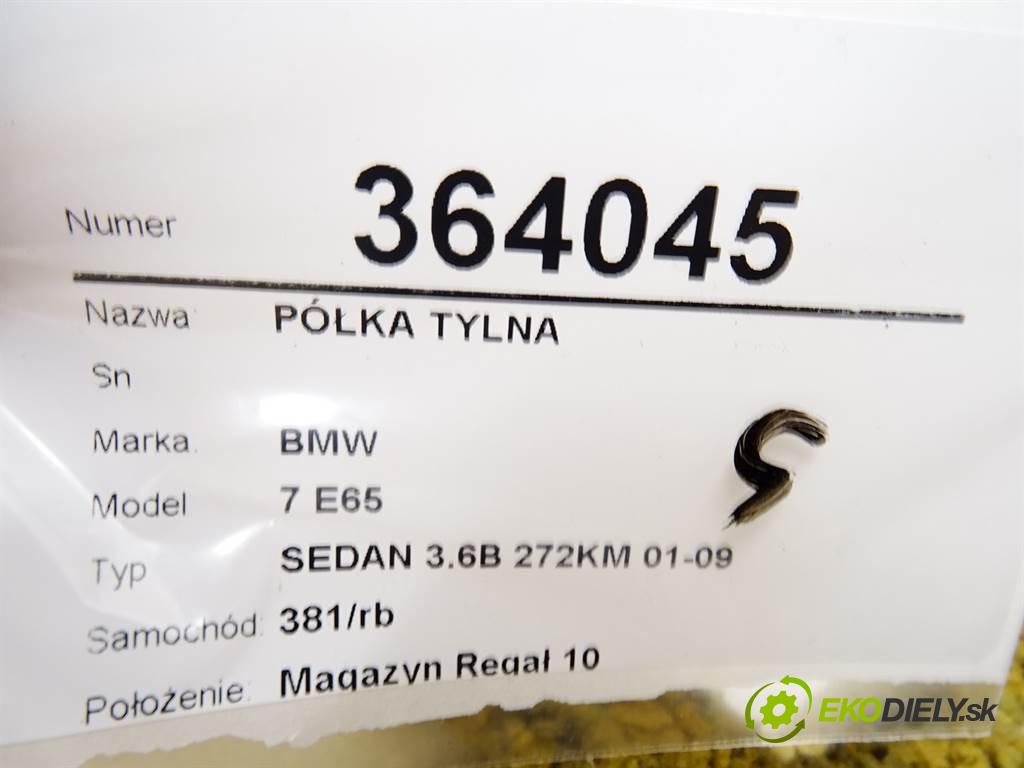 Numer 364045
Nazwa: PÓŁKA TYLNA
Sn
Marka: BMW
Model 7 E65
Typ SEDAN 3.6B 272KM 01-09
Samochód: 381/rb
Położenie: Magazyn Regał 10
EKODIELY.sk